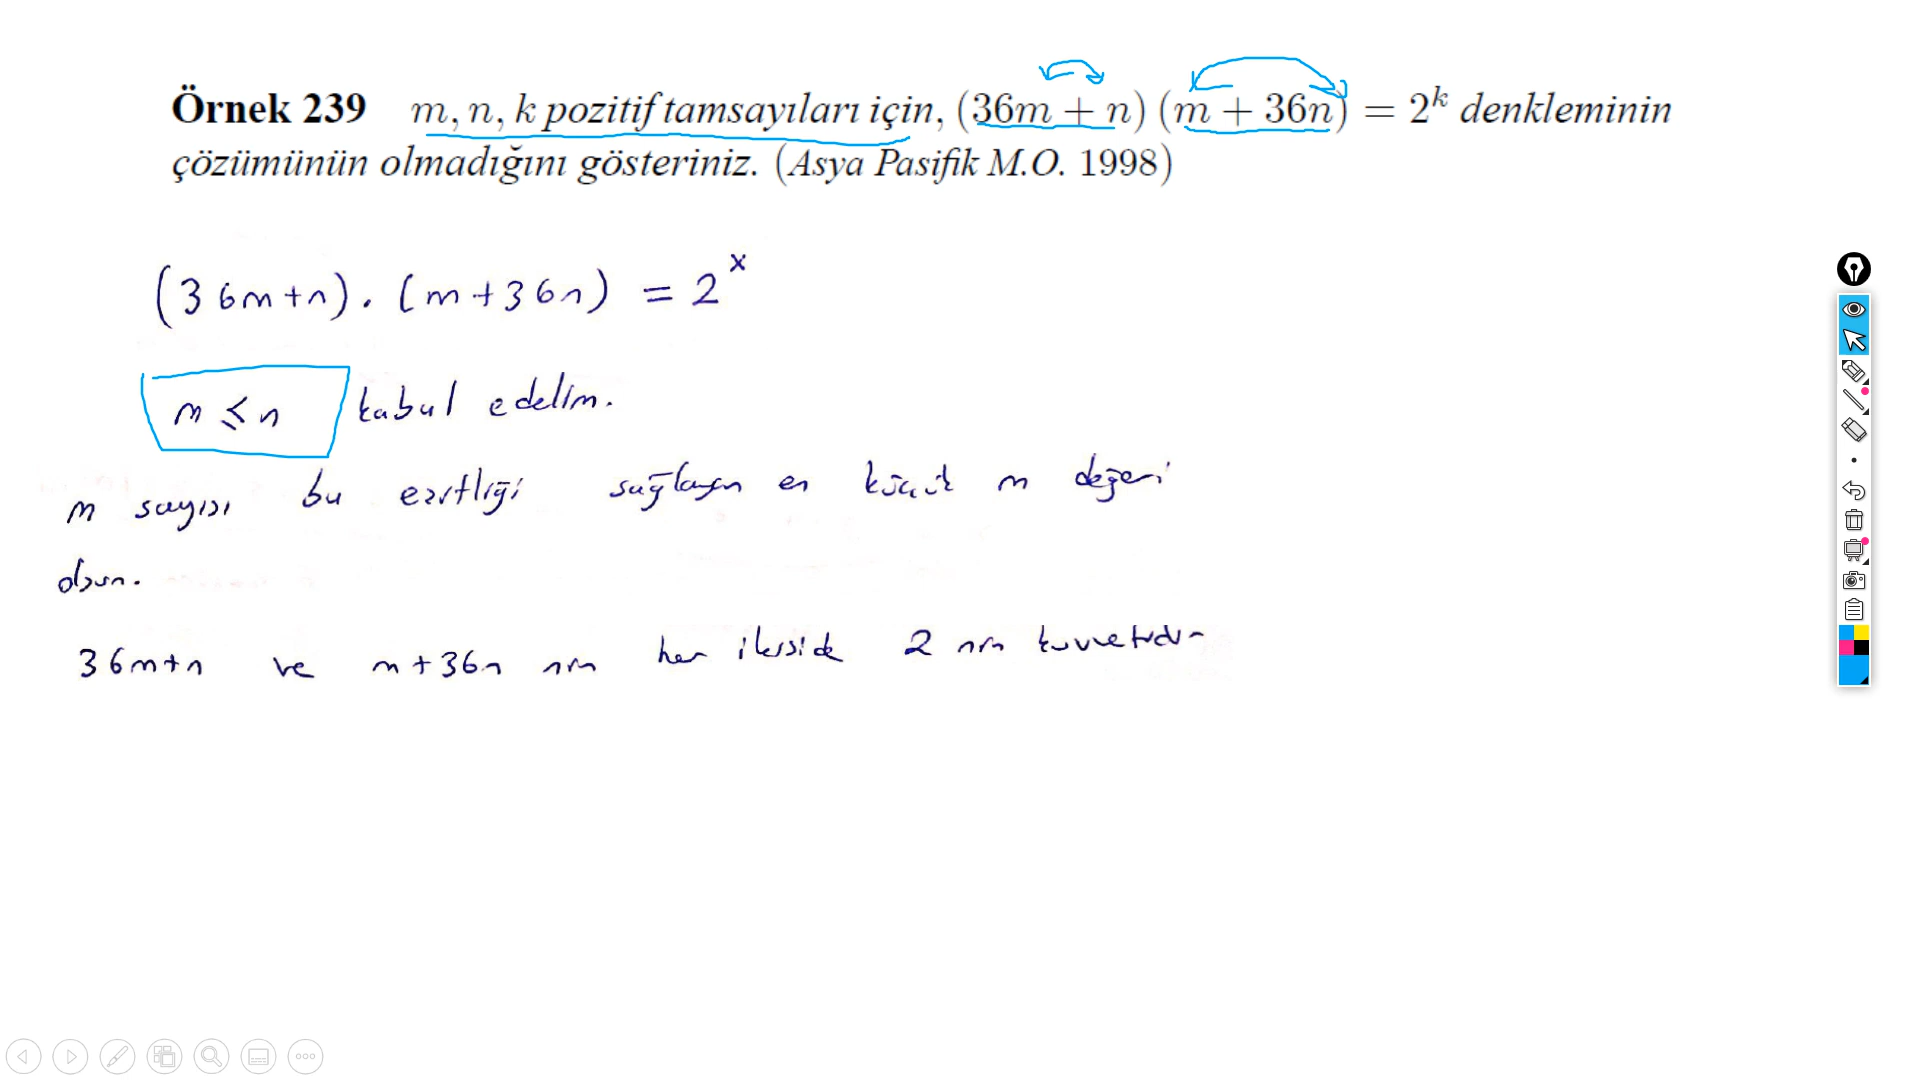 Örnek 239 m, n, k pozitif tamsayıları için, (36m + n) (m + 36n) = 2^k denkleminin
çözümünün olmadığını gösteriniz. (Asya Pasifik M.O. 1998)
(36m+n) . (m+36n) = 2^x
m ≤ n kabul edelim.
m sayısı bu eşitliği sağlayan en küçük m değeri
olsun.
36m+n ve m+36n nin her ikiside 2 nin kuvvetidir